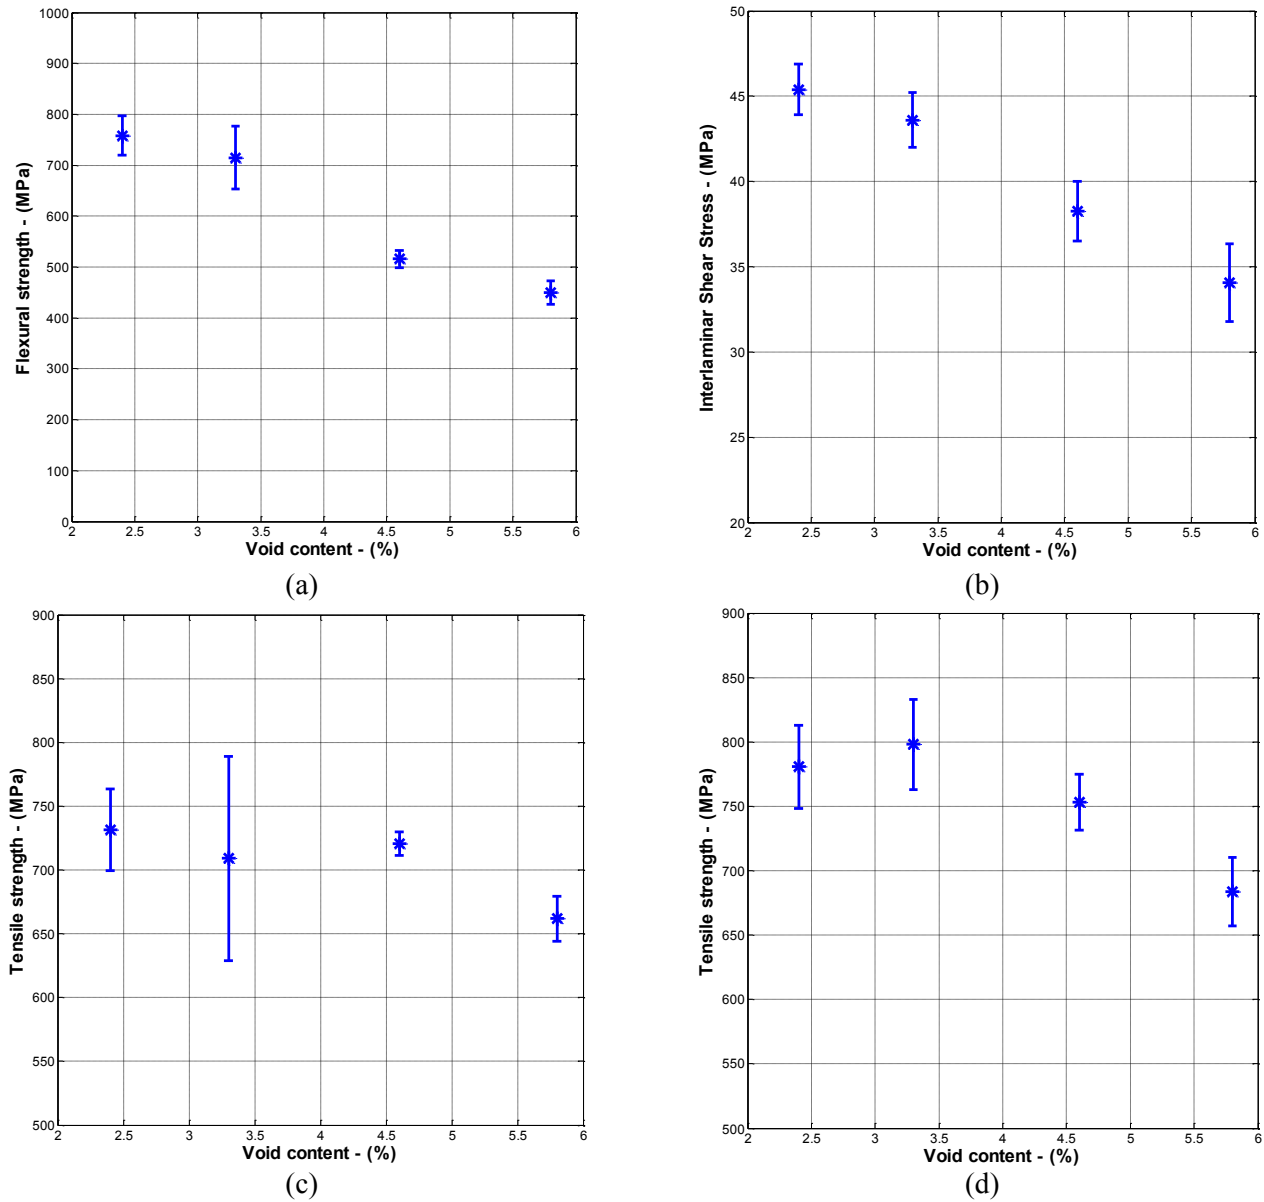 1000
900
800
700
600
500
400
300
200
100
0
Flexural strength - (MPa)
2 2.5 3 3.5 4 4.5 5 5.5 6
Void content - (%)
(a)
50
45
40
35
30
25
20
Interlaminar Shear Stress - (MPa)
2 2.5 3 3.5 4 4.5 5 5.5 6
Void content - (%)
(b)
900
850
800
750
700
650
600
550
500
Tensile strength - (MPa)
2 2.5 3 3.5 4 4.5 5 5.5 6
Void content - (%)
(c)
900
850
800
750
700
650
600
550
500
Tensile strength - (MPa)
2 2.5 3 3.5 4 4.5 5 5.5 6
Void content - (%)
(d)